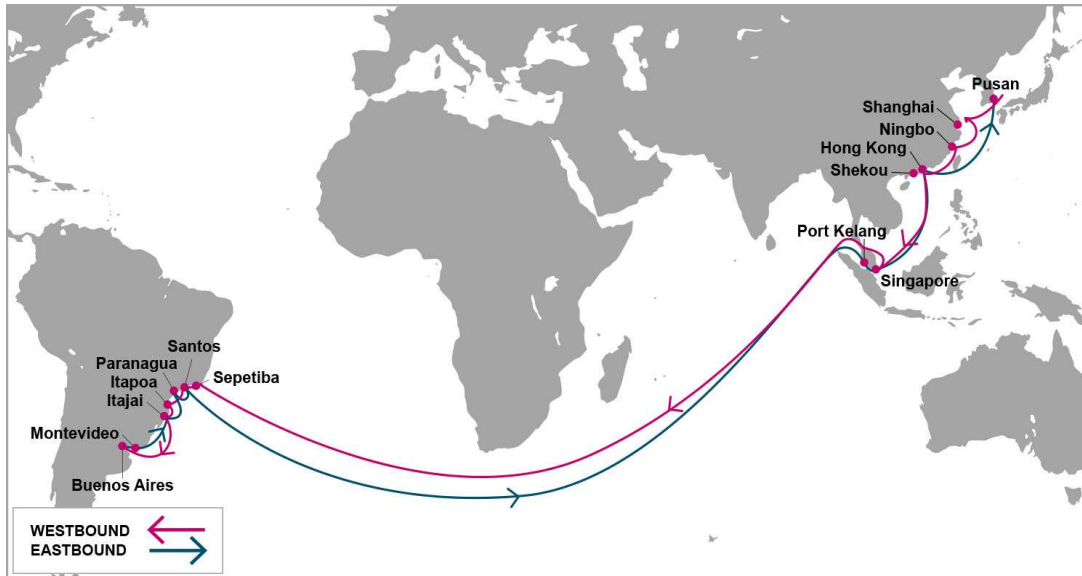 Pusan
Shanghai
Ningbo
Hong Kong
Shekou
Port Kelang
Singapore
Santos
Paranagua
Sepetiba
Itapoa
Itajai
Montevideo
Buenos Aires
WESTBOUND
EASTBOUND